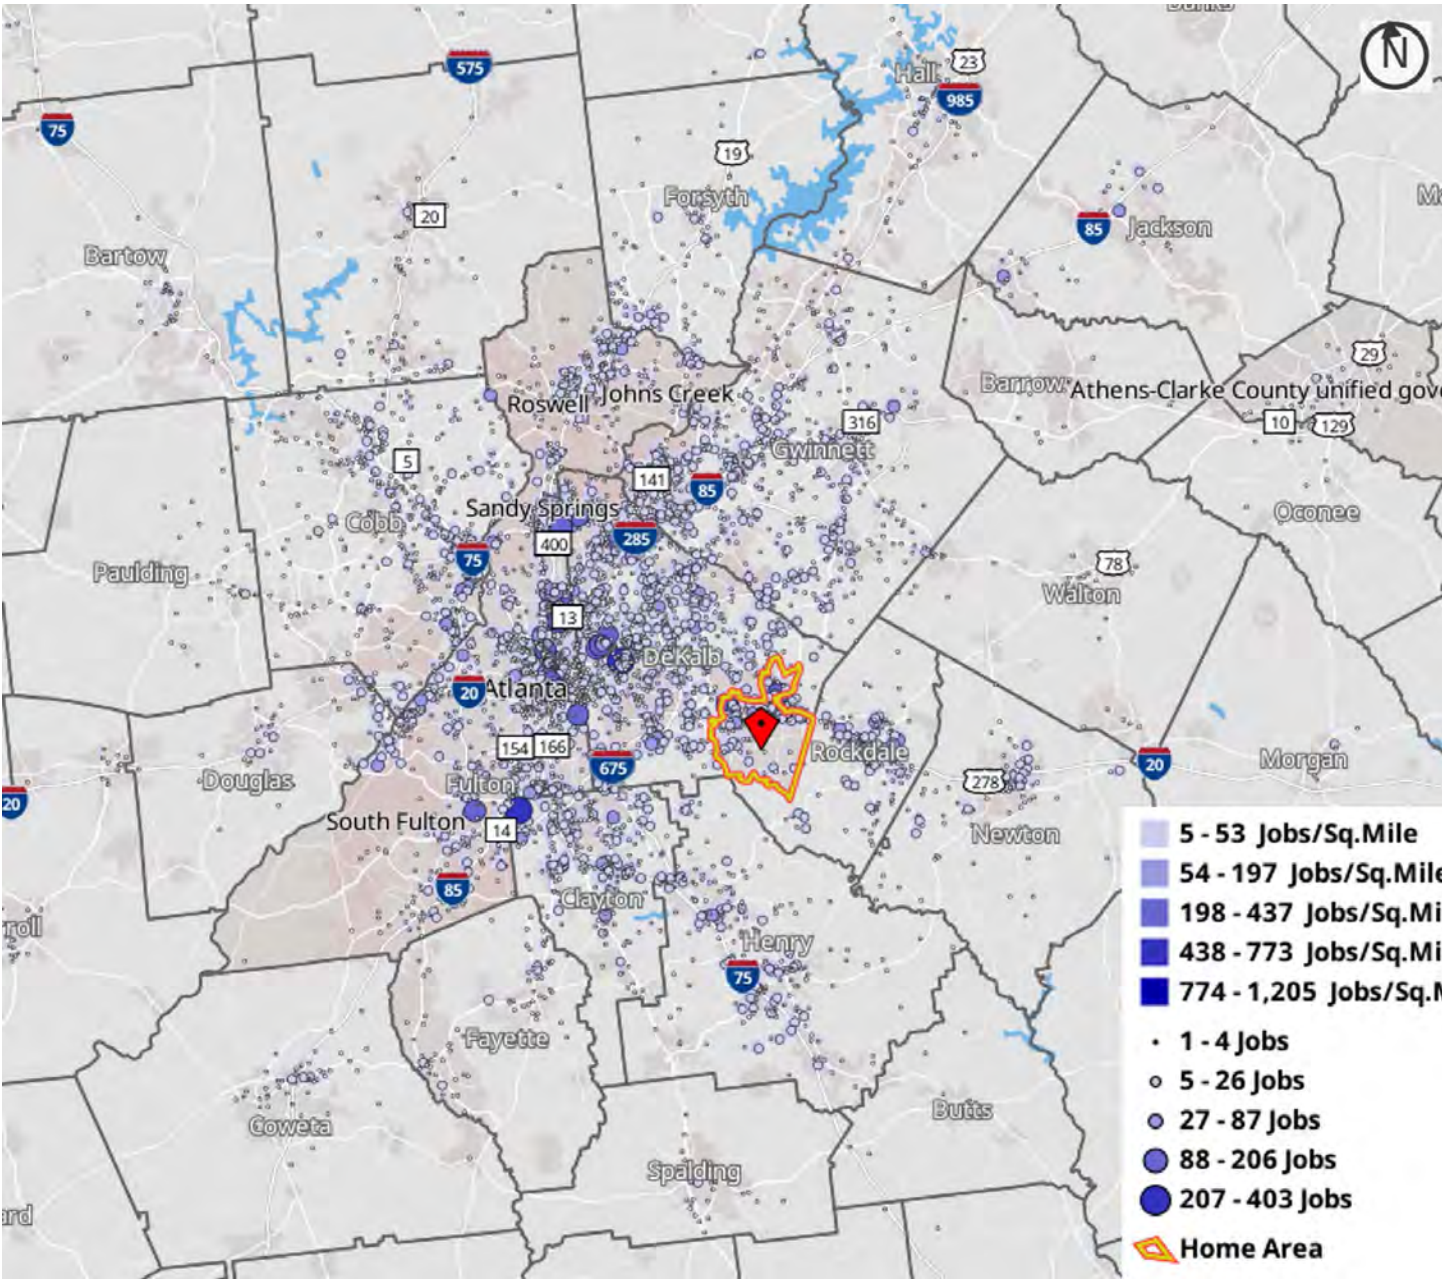 Banks
N
575
Hall
23
985
75
19
Forsyth
20
Bartow
85
Jackson
29
Roswell
Johns Creek
Barrow
Athens-Clarke County unified gove
316
10
129
5
141
Gwinnett
85
Sandy Springs
Cobb
400
285
Oconee
75
78
Paulding
Walton
13
DeKalb
20
Atlanta
154
166
Rockdale
675
Douglas
Fulton
278
20
Morgan
20
South Fulton
14
Newton
85
Clayton
roll
Henry
75
Fayette
Coweta
Butts
Spalding
ard
5 - 53 Jobs/Sq.Mile
54 - 197 Jobs/Sq.Mile
198 - 437 Jobs/Sq.Mi
438 - 773 Jobs/Sq.Mi
774 - 1,205 Jobs/Sq.M
1 - 4 Jobs
5 - 26 Jobs
27 - 87 Jobs
88 - 206 Jobs
207 - 403 Jobs
Home Area